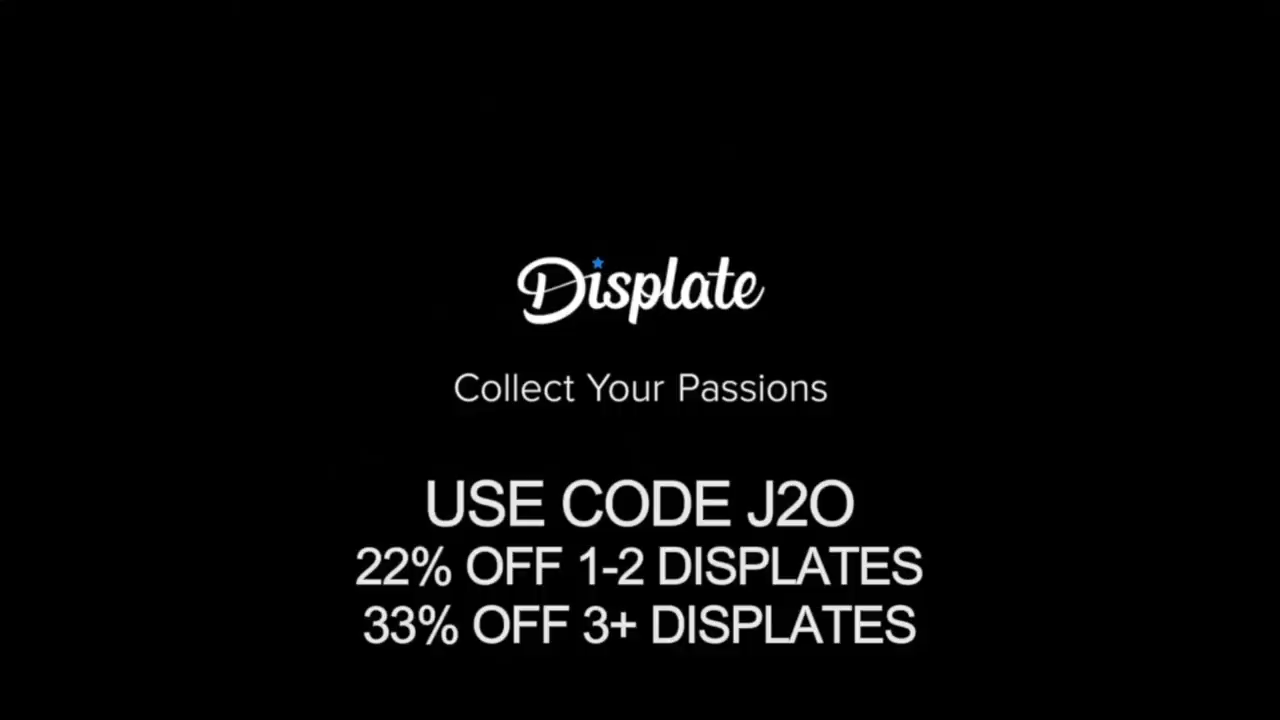 Displate
Collect Your Passions
USE CODE J2O
22% OFF 1-2 DISPLATES
33% OFF 3+ DISPLATES